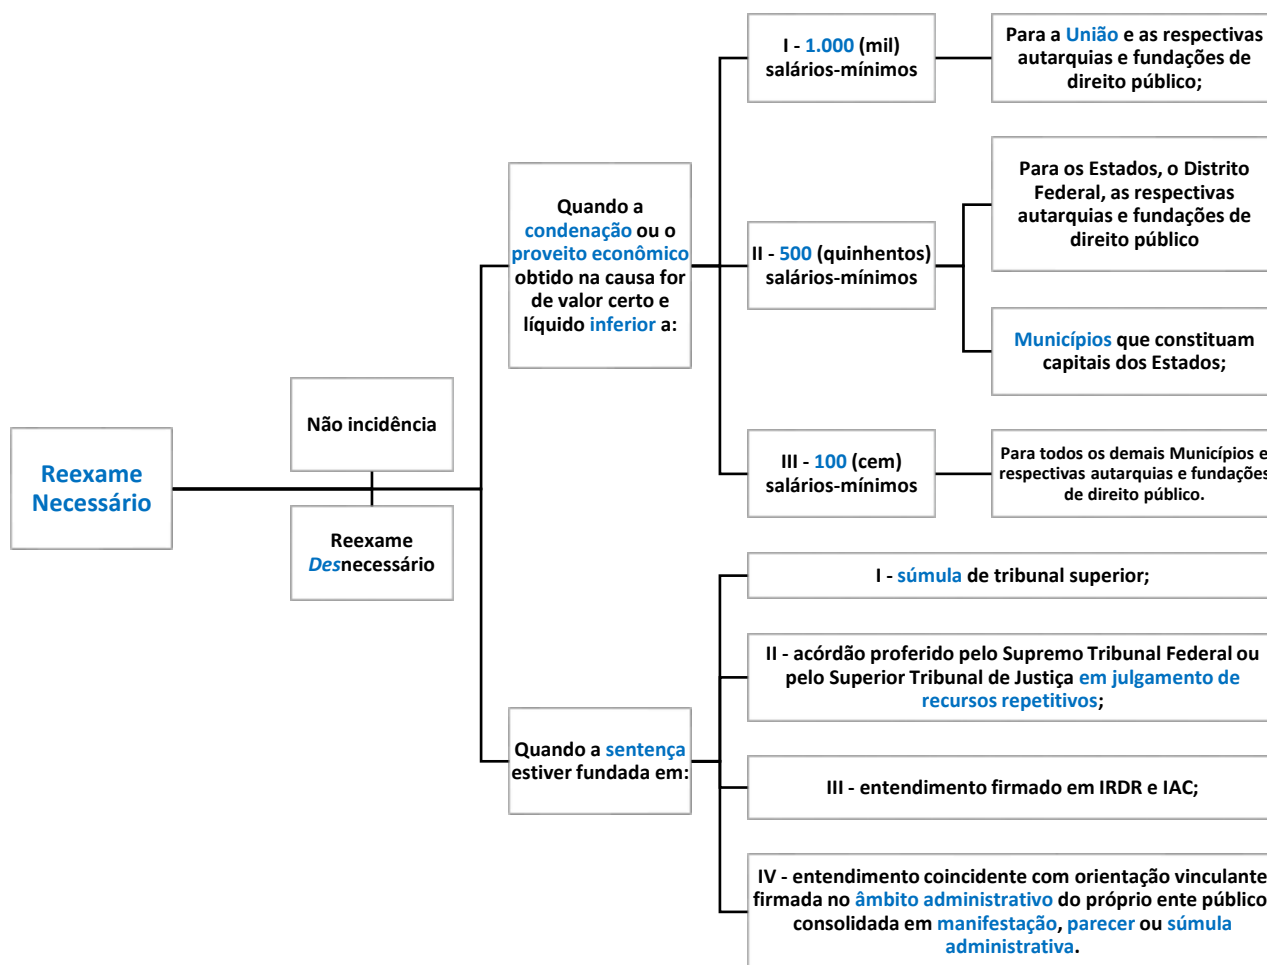 Reexame
Necessário
Não incidência
Reexame
Desnecessário
Quando a
condenação ou o
proveito econômico
obtido na causa for
de valor certo e
líquido inferior a:
I - 1.000 (mil)
salários-mínimos
Para a União e as respectivas
autarquias e fundações de
direito público;
II - 500 (quinhentos)
salários-mínimos
Para os Estados, o Distrito
Federal, as respectivas
autarquias e fundações de
direito público
Municípios que constituam
capitais dos Estados;
III - 100 (cem)
salários-mínimos
Para todos os demais Municípios e
respectivas autarquias e fundações
de direito público.
Quando a sentença
estiver fundada em:
I - súmula de tribunal superior;
II - acórdão proferido pelo Supremo Tribunal Federal ou
pelo Superior Tribunal de Justiça em julgamento de
recursos repetitivos;
III - entendimento firmado em IRDR e IAC;
IV - entendimento coincidente com orientação vinculante
firmada no âmbito administrativo do próprio ente público
consolidada em manifestação, parecer ou súmula
administrativa.